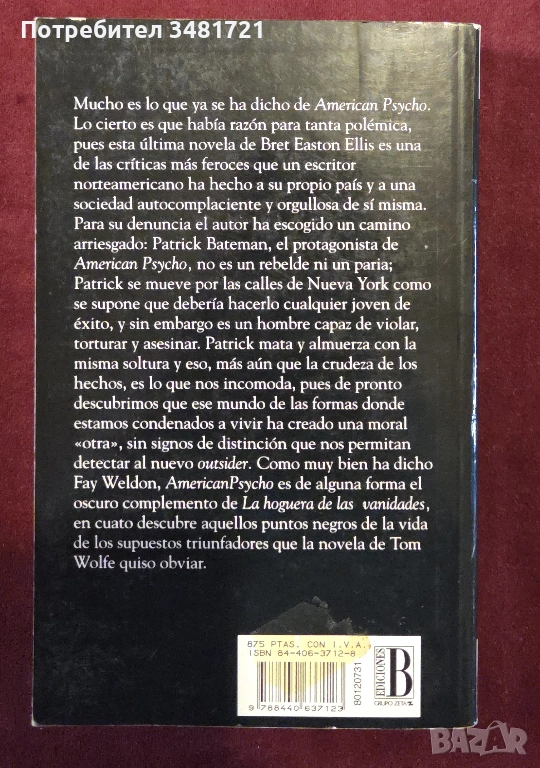 Потребител 3481721
Mucho es lo que ya se ha dicho de American Psycho.
Lo cierto es que había razón para tanta polémica,
pues esta última novela de Bret Easton Ellis es una
de las críticas más feroces que un escritor
norteamericano ha hecho a su propio país y a una
sociedad autocomplaciente y orgullosa de sí misma.
Para su denuncia el autor ha escogido un camino
arriesgado: Patrick Bateman, el protagonista de
American Psycho, no es un rebelde ni un paria;
Patrick se mueve por las calles de Nueva York como
se supone que debería hacerlo cualquier joven de
éxito, y sin embargo es un hombre capaz de violar,
torturar y asesinar. Patrick mata y almuerza con la
misma soltura y eso, más aún que la crudeza de los
hechos, es lo que nos incomoda, pues de pronto
descubrimos que ese mundo de las formas donde
estamos condenados a vivir ha creado una moral
«otra», sin signos de distinción que nos permitan
detectar al nuevo outsider. Como muy bien ha dicho
Fay Weldon, AmericanPsycho es de alguna forma el
oscuro complemento de La hoguera de las vanidades,
en cuato descubre aquellos puntos negros de la vida
de los supuestos triunfadores que la novela de Tom
Wolfe quiso obviar.
875 PTAS. CON I.V.A.
ISBN 84-406-3712-8
9 788440 637123
80120731
EDICIONES
B
GRUPO ZETA
BAZAR